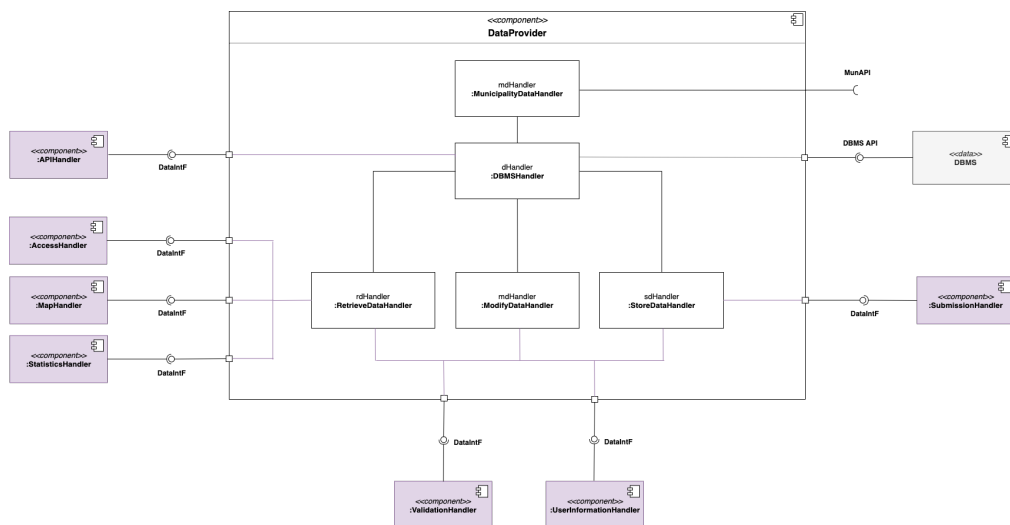 <<component>>
DataProvider
mdHandler
:MunicipalityDataHandler
MunAPI
<<component>>
:APIHandler
DataIntF
dHandler
:DBMSHandler
DBMS API
<<data>>
DBMS
<<component>>
:AccessHandler
DataIntF
<<component>>
:MapHandler
DataIntF
rdHandler
:RetrieveDataHandler
mdHandler
:ModifyDataHandler
sdHandler
:StoreDataHandler
DataIntF
<<component>>
:SubmissionHandler
<<component>>
:StatisticsHandler
DataIntF
DataIntF
DataIntF
<<component>>
:ValidationHandler
<<component>>
:UserInformationHandler